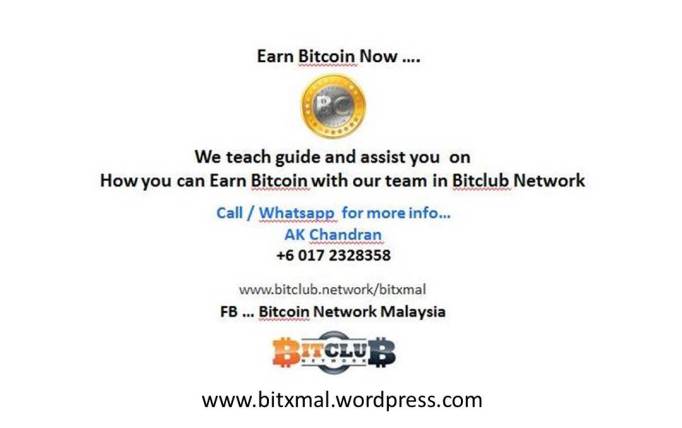 Earn Bitcoin Now ....
BC
We teach guide and assist you on
How you can Earn Bitcoin with our team in Bitclub Network
Call / Whatsapp for more info...
AK Chandran
+6 017 2328358
www.bitclub.network/bitxmal
FB ... Bitcoin Network Malaysia
BITCLUB
NETWORK
www.bitxmal.wordpress.com